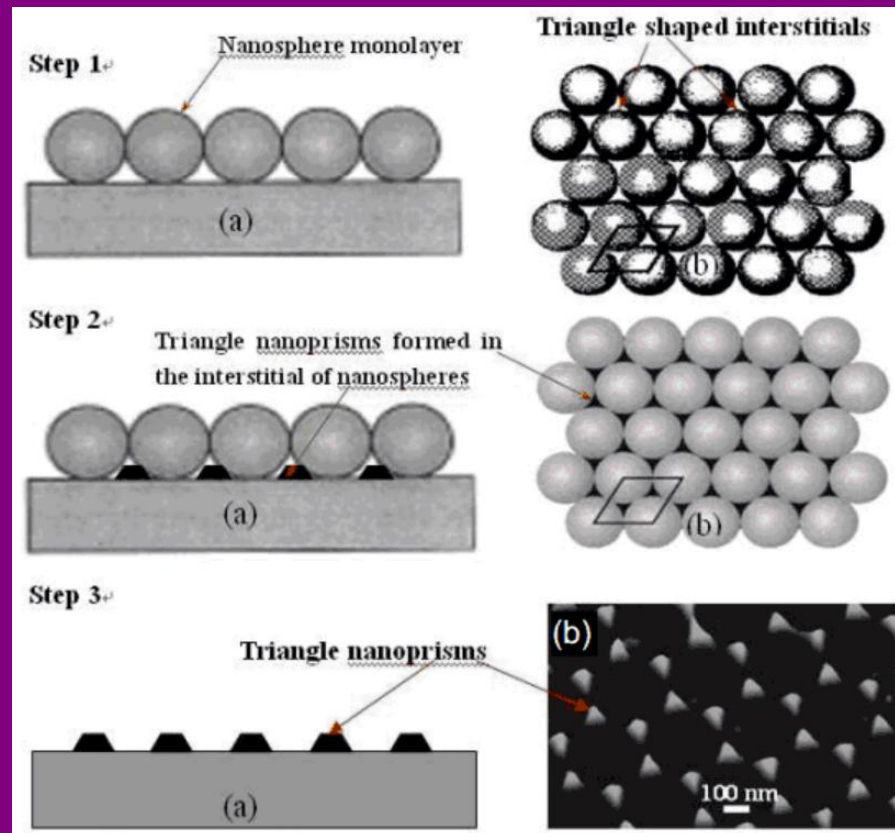 Nanosphere monolayer
Triangle shaped interstitials
Step 1↵
(a)
(b)
Step 2↵
Triangle nanoprisms formed in
the interstitial of nanospheres
(a)
(b)
Step 3↵
Triangle nanoprisms
(a)
(b)
100 nm